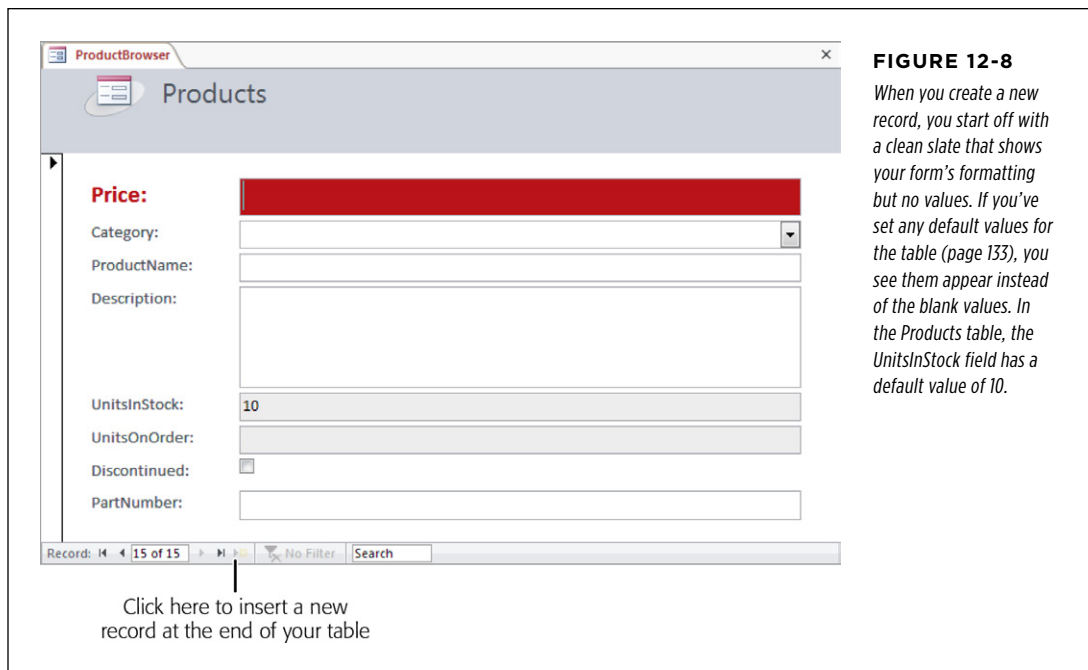 ProductBrowser
Products
Price:
Category:
ProductName:
Description:
UnitsInStock:
10
UnitsOnOrder:
Discontinued:
PartNumber:
Record: 15 of 15 No Filter Search
Click here to insert a new
record at the end of your table
FIGURE 12-8
When you create a new
record, you start off with
a clean slate that shows
your form's formatting
but no values. If you've
set any default values for
the table (page 133), you
see them appear instead
of the blank values. In
the Products table, the
UnitsInStock field has a
default value of 10.